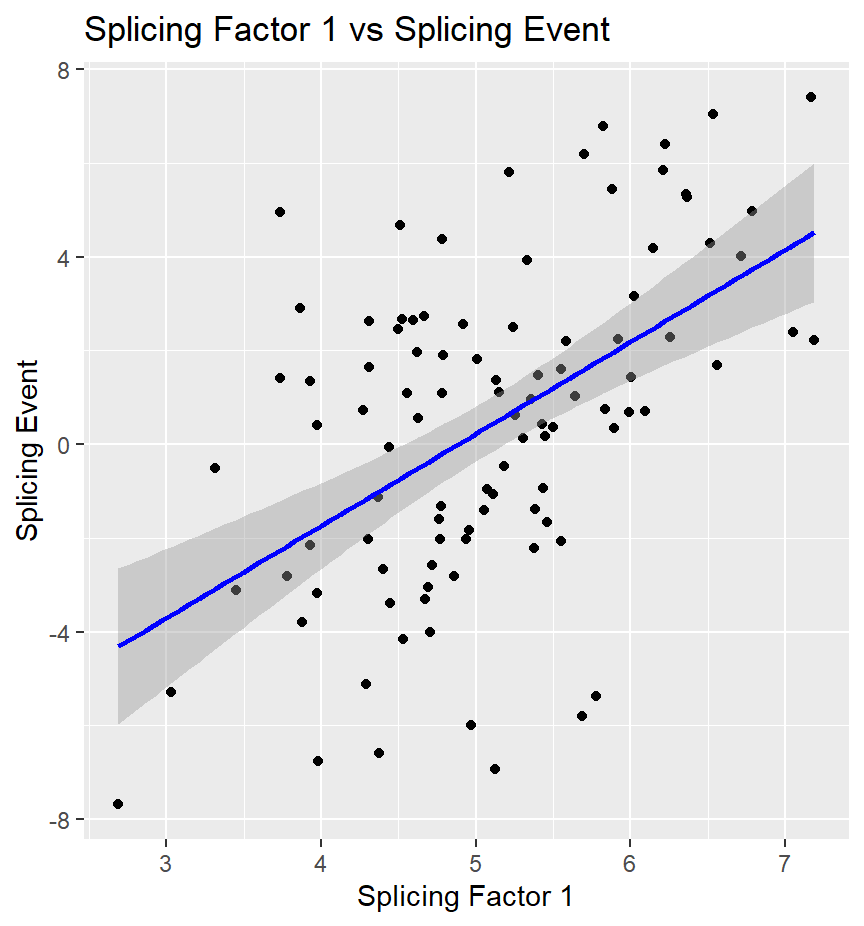 Splicing Factor 1 vs Splicing Event
8
4
0
-4
-8
Splicing Event
3 4 5 6 7
Splicing Factor 1